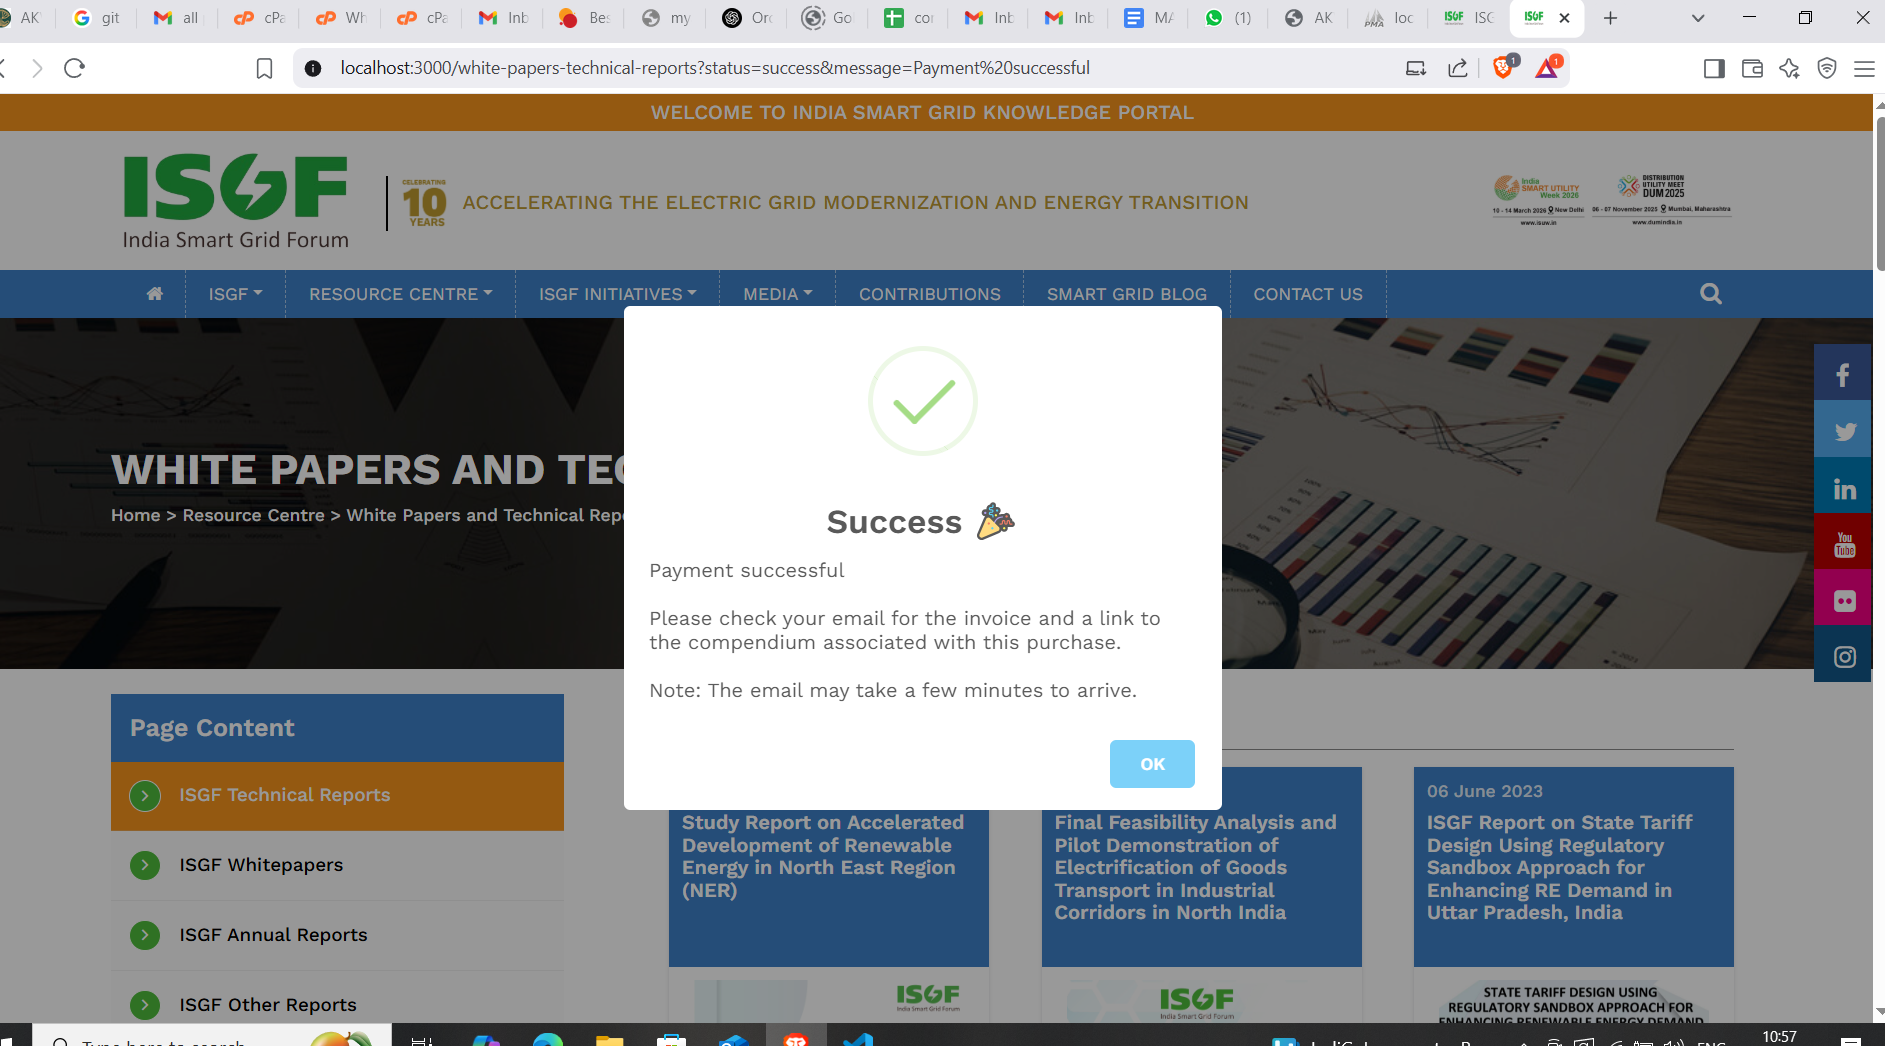 AK
git
all
cPa
Wh
cPa
Inb
Bes
my
Orc
Go
cor
Inb
Inb
MA
(1)
AK
loc
ISG
localhost:3000/white-papers-technical-reports?status=success&message=Payment%20successful
1
1
WELCOME TO INDIA SMART GRID KNOWLEDGE PORTAL
ISGF
India Smart Grid Forum
CELEBRATING
10
YEARS
ACCELERATING THE ELECTRIC GRID MODERNIZATION AND ENERGY TRANSITION
India
SMART UTILITY
Week 2026
10 - 14 March 2026 New Delhi
www.isuw.in
DISTRIBUTION
UTILITY MEET
DUM 2025
06 - 07 November 2025 Mumbai, Maharashtra
www.dumindia.in
ISGF
RESOURCE CENTRE
ISGF INITIATIVES
MEDIA
CONTRIBUTIONS
SMART GRID BLOG
CONTACT US
WHITE PAPERS AND TEC
Home > Resource Centre > White Papers and Technical Repo
Success
Payment successful
Please check your email for the invoice and a link to
the compendium associated with this purchase.
Note: The email may take a few minutes to arrive.
OK
You
Tube
Page Content
ISGF Technical Reports
ISGF Whitepapers
ISGF Annual Reports
ISGF Other Reports
Study Report on Accelerated
Development of Renewable
Energy in North East Region
(NER)
Final Feasibility Analysis and
Pilot Demonstration of
Electrification of Goods
Transport in Industrial
Corridors in North India
06 June 2023
ISGF Report on State Tariff
Design Using Regulatory
Sandbox Approach for
Enhancing RE Demand in
Uttar Pradesh, India
ISGF
India Smart Grid Forum
ISGF
India Smart Grid Forum
STATE TARIFF DESIGN USING
REGULATORY SANDBOX APPROACH FOR
ENHANCING RENEWABLE ENERGY DEMAND
Type here to search
ENG
10:57